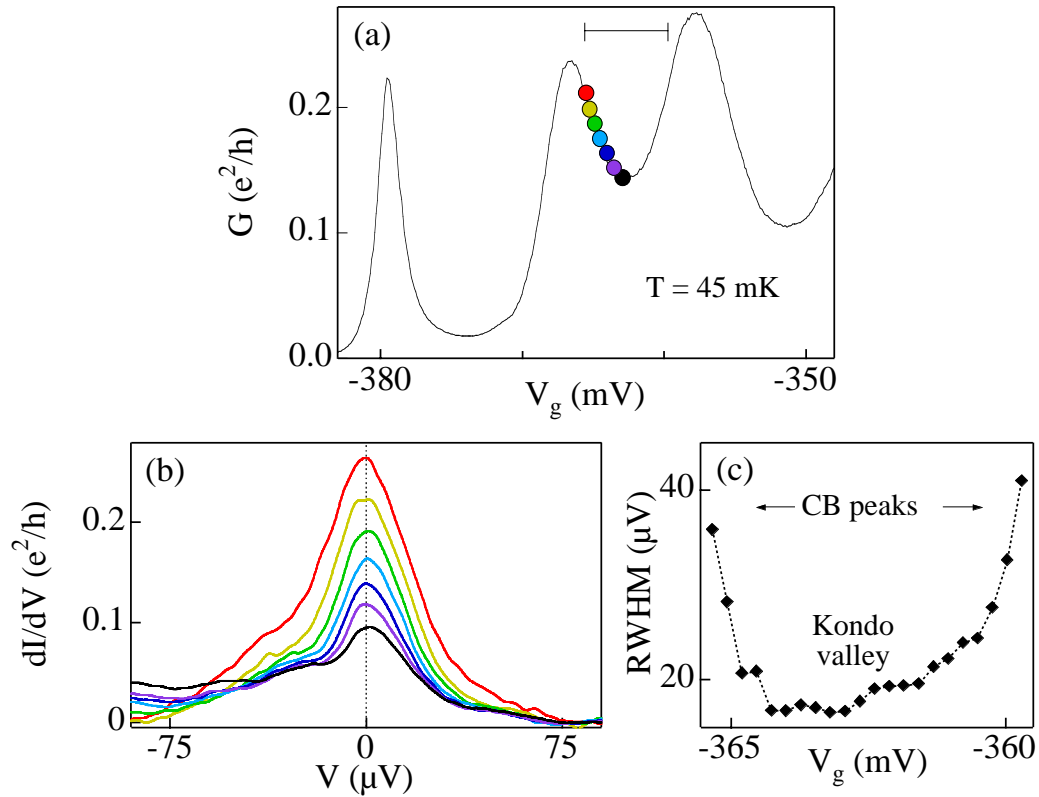 (a)
0.2
0.1
0.0
G (e²/h)
T = 45 mK
-380
-350
V_g (mV)
(b)
0.2
0.1
0
dI/dV (e²/h)
-75
0
75
V (μV)
(c)
40
20
RWHM (μV)
CB peaks
Kondo
valley
-365
-360
V_g (mV)